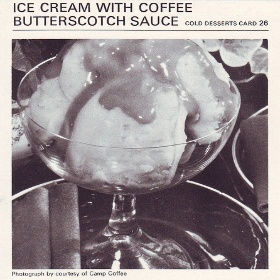 ICE CREAM WITH COFFEE
BUTTERSCOTCH SAUCE COLD DESSERTS CARD 26
Photograph by courtesy of Camp Coffee